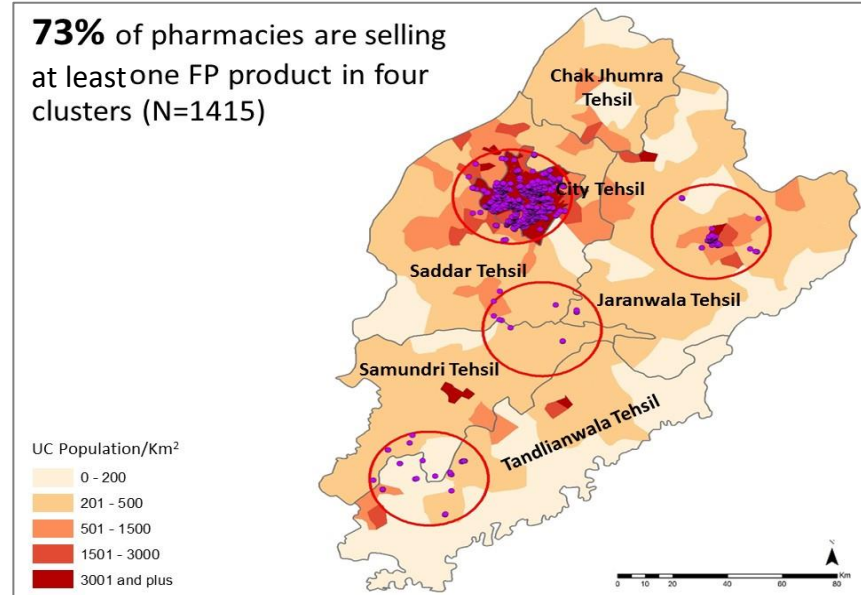 73% of pharmacies are selling
at least one FP product in four
clusters (N=1415)
Chak Jhumra
Tehsil
City Tehsil
Saddar Tehsil
Jaranwala Tehsil
Samundri Tehsil
Tandlianwala Tehsil
UC Population/Km²
0 - 200
201 - 500
501 - 1500
1501 - 3000
3001 and plus
N
Km
0 5 10 20 40 60 80